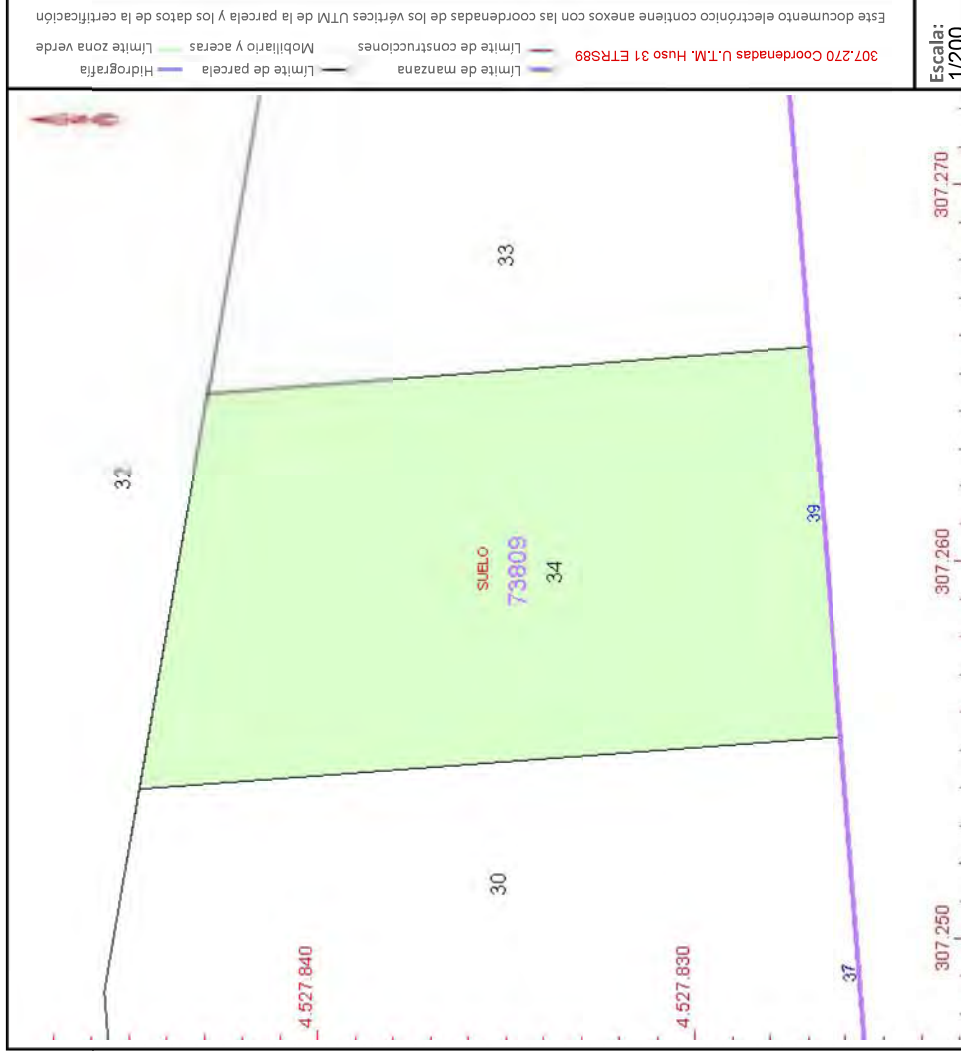 32
33
SUELO
73809
34
30
39
37
4.527.840
4.527.830
307.250
307.260
307.270
Límite de manzana
Límite de parcela
Hidrografía
307.270 Coordenadas U.T.M. Huso 31 ETRS89
Límite de construcciones
Mobiliario y aceras
Límite zona verde
Este documento electrónico contiene anexos con las coordenadas de los vértices UTM de la parcela y los datos de la certificación
Escala:
1/200